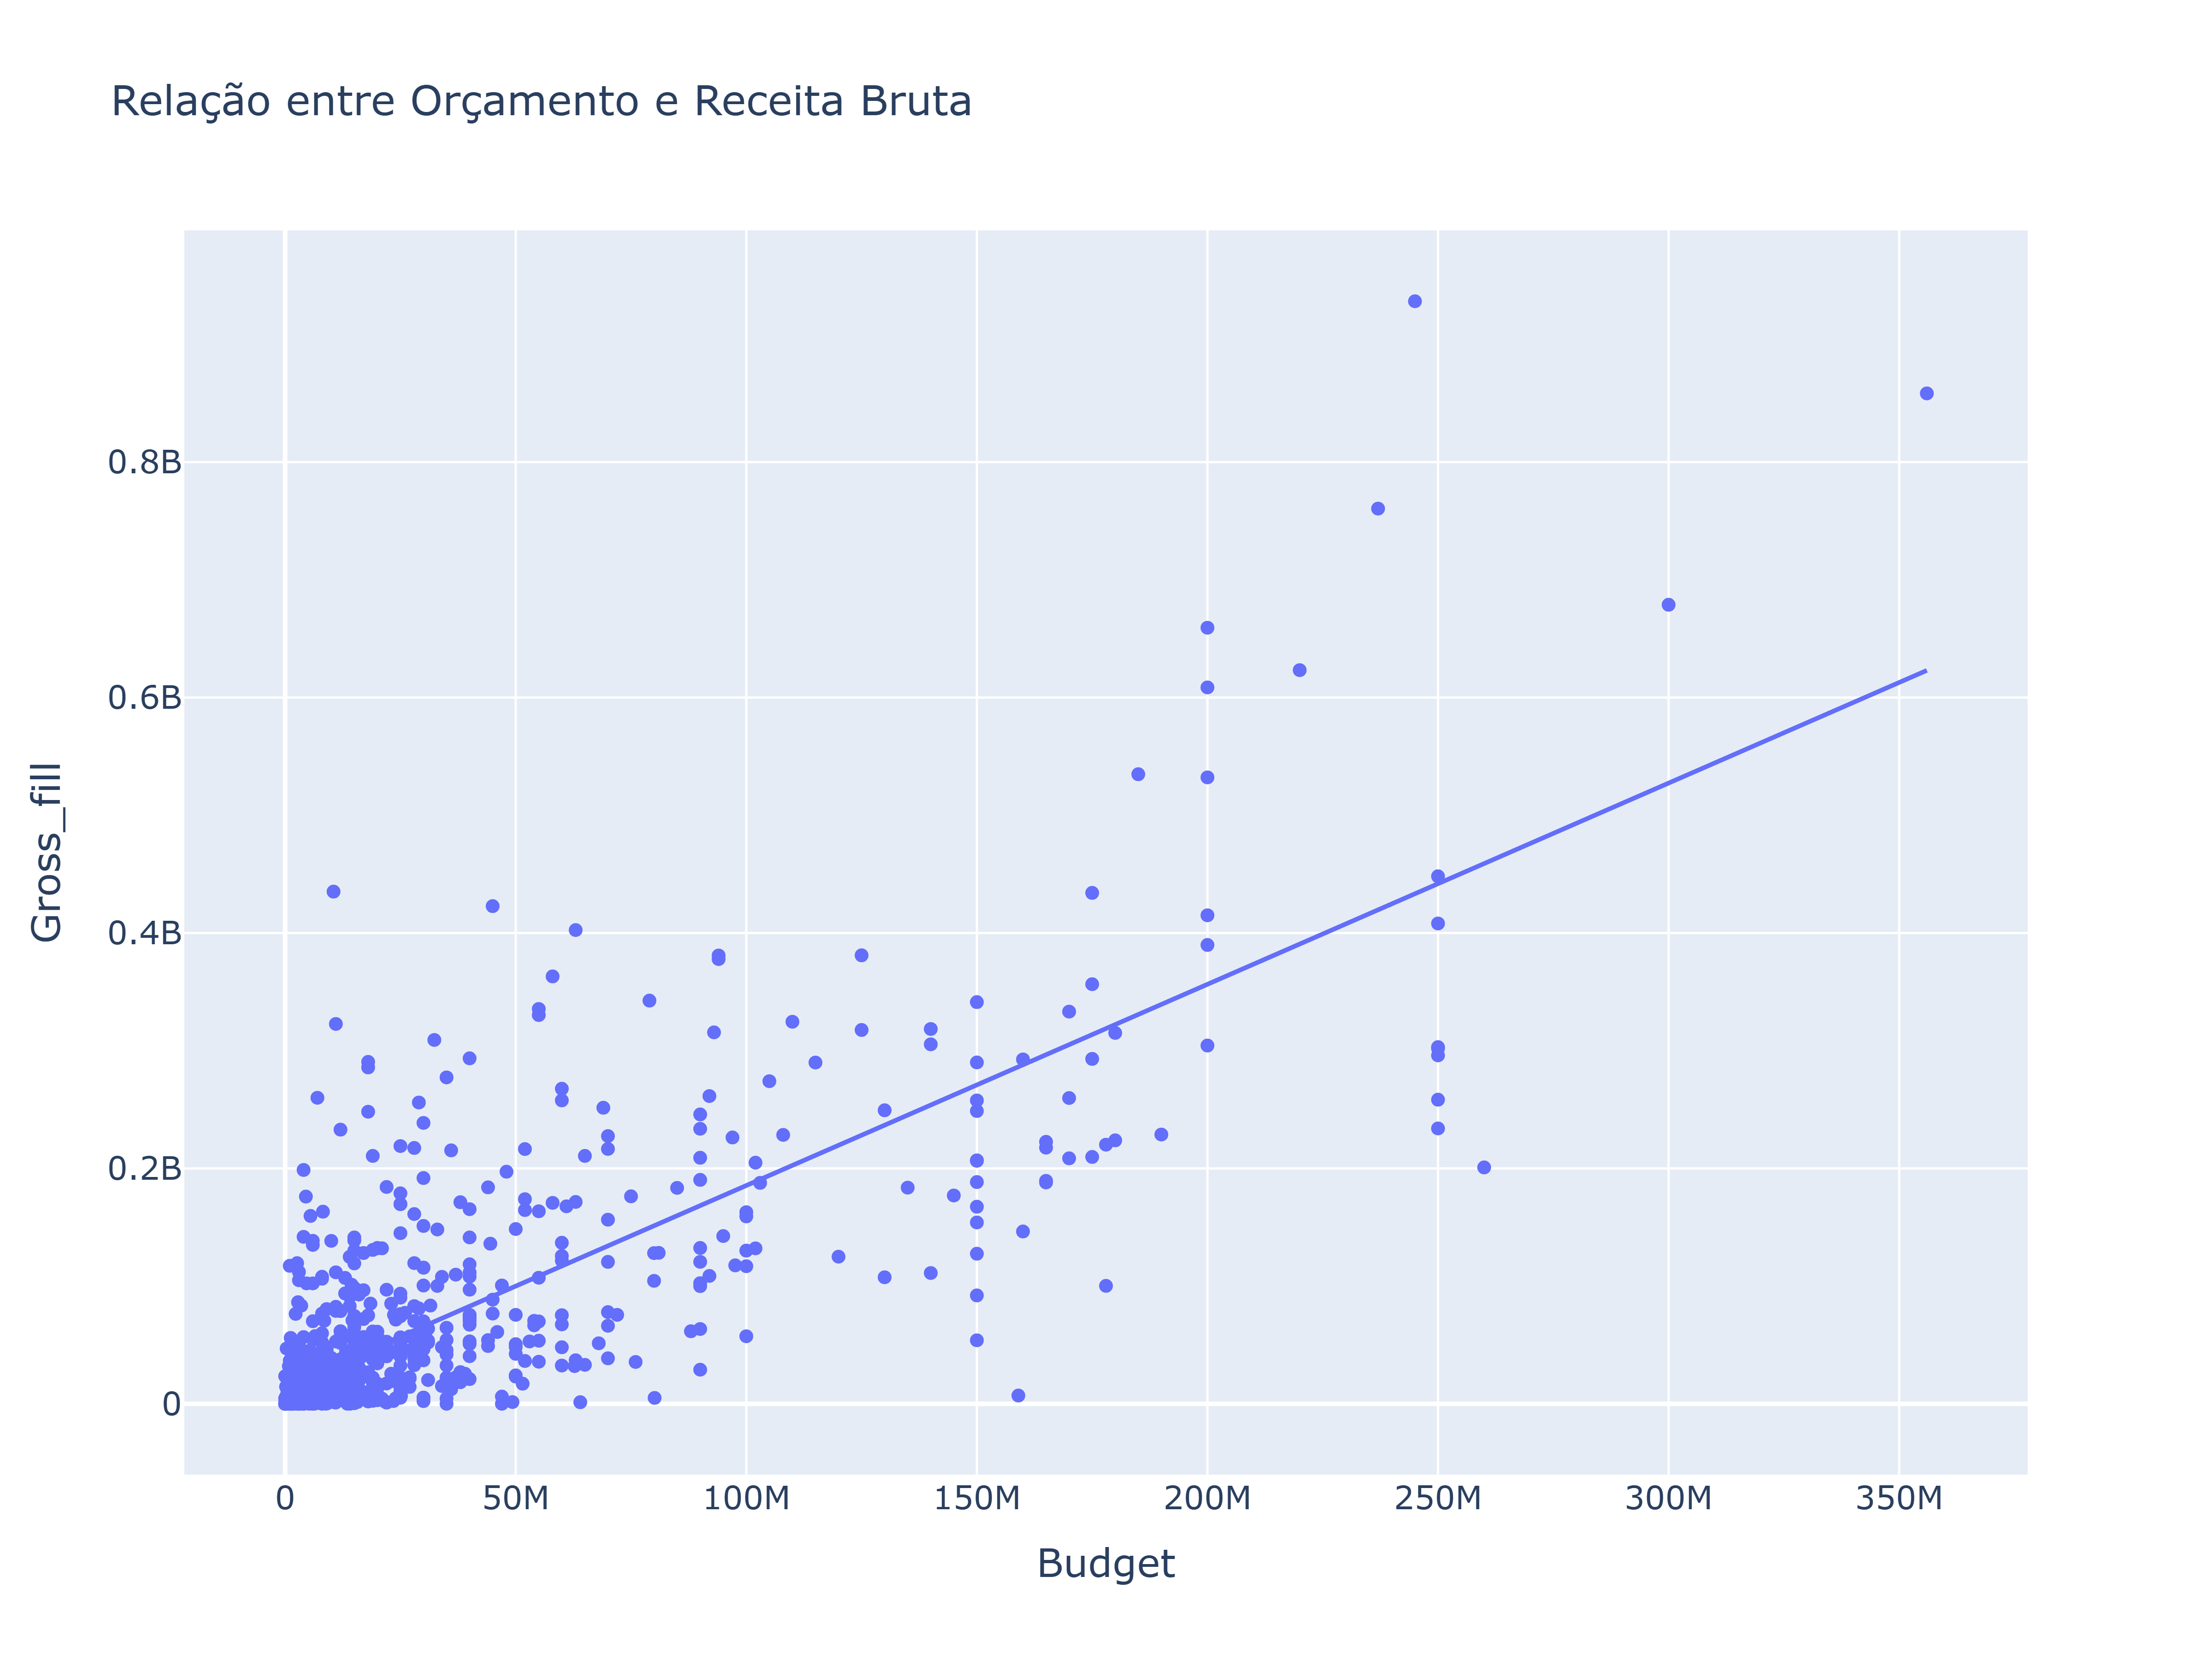 Relação entre Orçamento e Receita Bruta
Gross_fill
0.8B
0.6B
0.4B
0.2B
0
0 50M 100M 150M 200M 250M 300M 350M
Budget